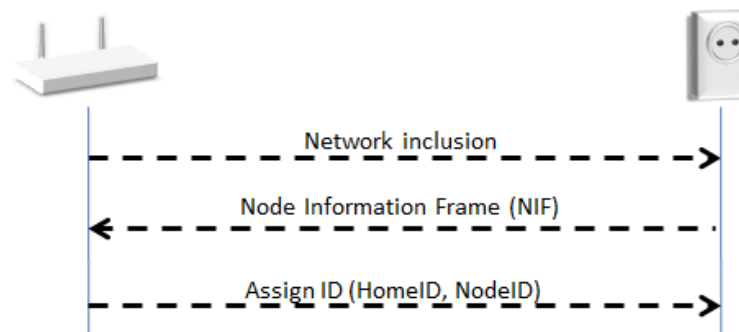 Network inclusion
Node Information Frame (NIF)
Assign ID (HomeID, NodeID)